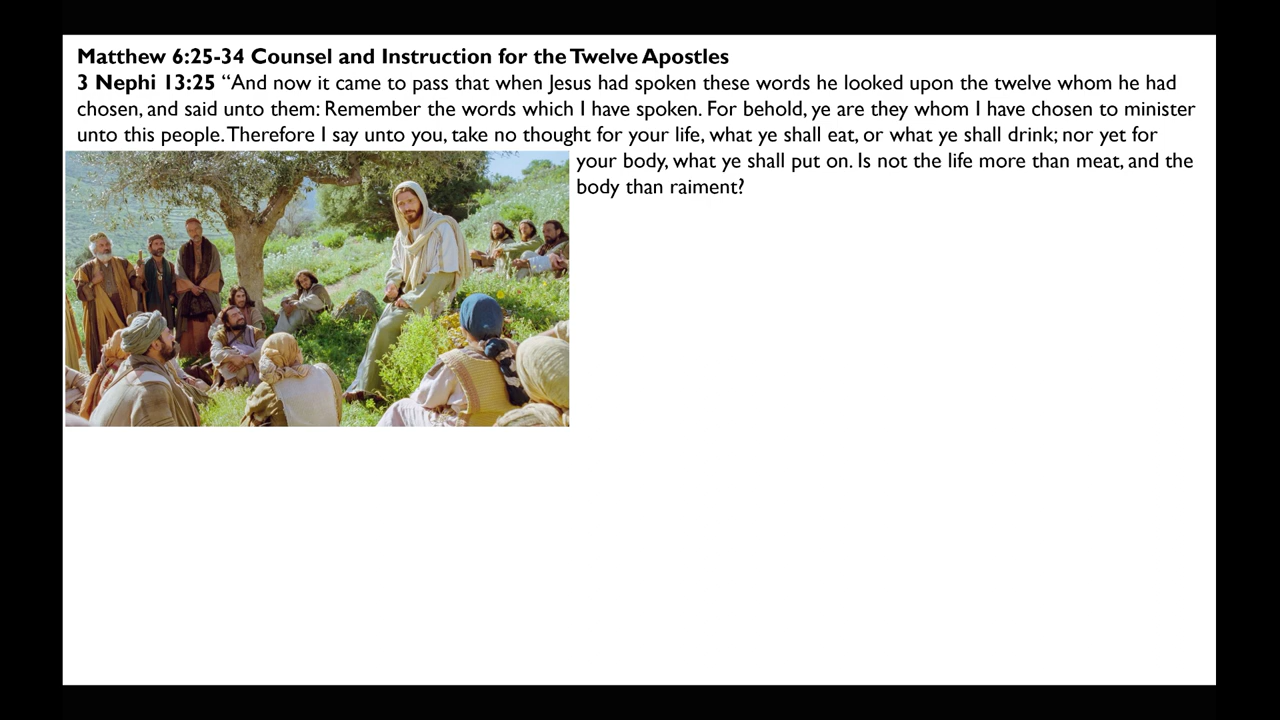 Matthew 6:25-34 Counsel and Instruction for the Twelve Apostles
3 Nephi 13:25 “And now it came to pass that when Jesus had spoken these words he looked upon the twelve whom he had
chosen, and said unto them: Remember the words which I have spoken. For behold, ye are they whom I have chosen to minister
unto this people. Therefore I say unto you, take no thought for your life, what ye shall eat, or what ye shall drink; nor yet for
your body, what ye shall put on. Is not the life more than meat, and the
body than raiment?